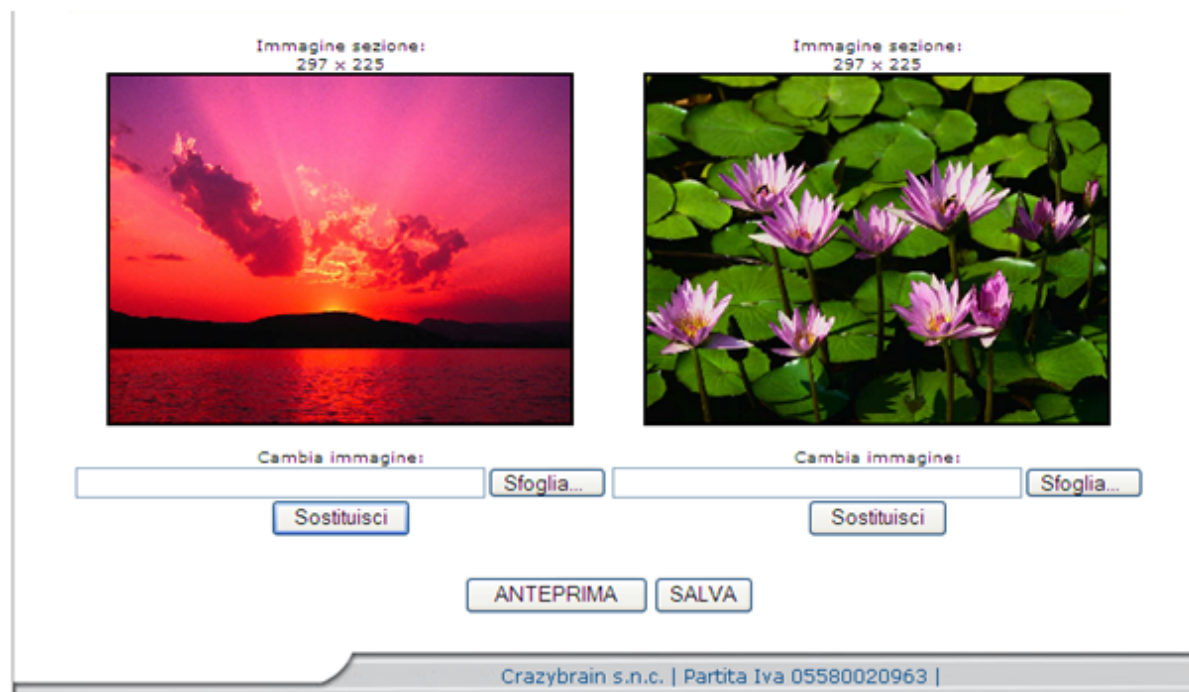 Immagine sezione:
297 x 225
Immagine sezione:
297 x 225
Cambia immagine:
Sfoglia...
Sostituisci
Cambia immagine:
Sfoglia...
Sostituisci
ANTEPRIMA
SALVA
Crazybrain s.n.c. | Partita Iva 05580020963 |